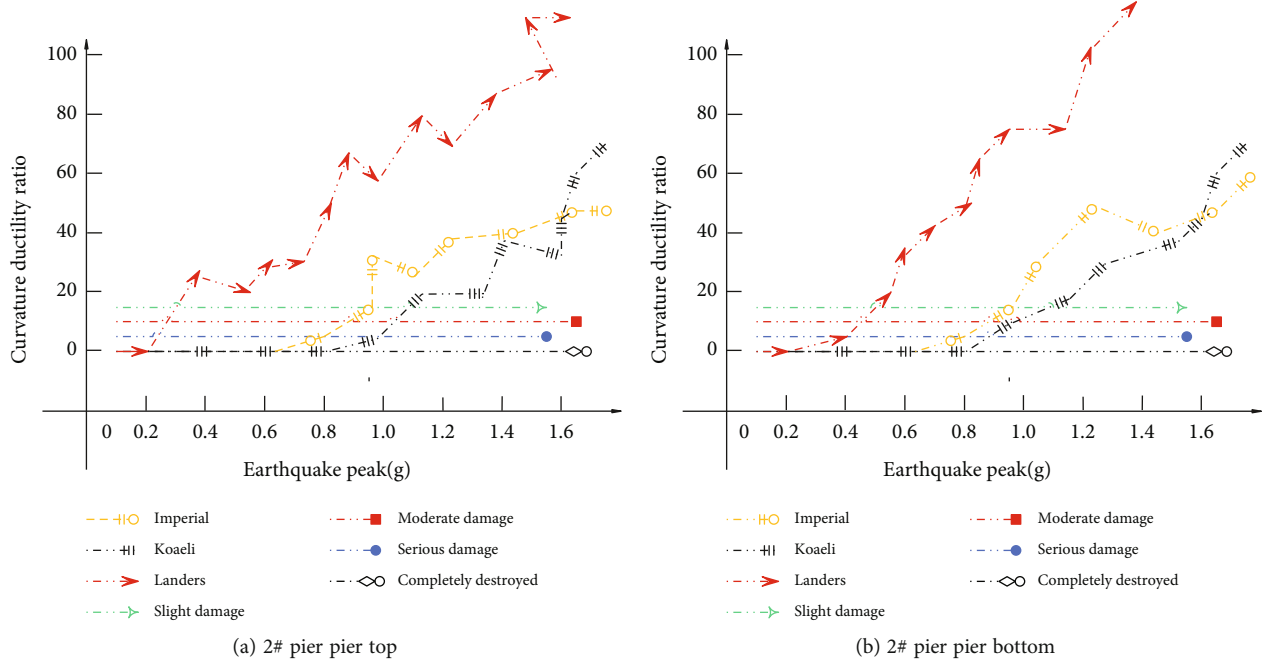 Curvature ductility ratio
100
80
60
40
20
0
0 0.2 0.4 0.6 0.8 1.0 1.2 1.4 1.6
Earthquake peak(g)
Imperial
Koaeli
Landers
Slight damage
Moderate damage
Serious damage
Completely destroyed
(a) 2# pier pier top
Curvature ductility ratio
100
80
60
40
20
0
0 0.2 0.4 0.6 0.8 1.0 1.2 1.4 1.6
Earthquake peak(g)
Imperial
Koaeli
Landers
Slight damage
Moderate damage
Serious damage
Completely destroyed
(b) 2# pier pier bottom